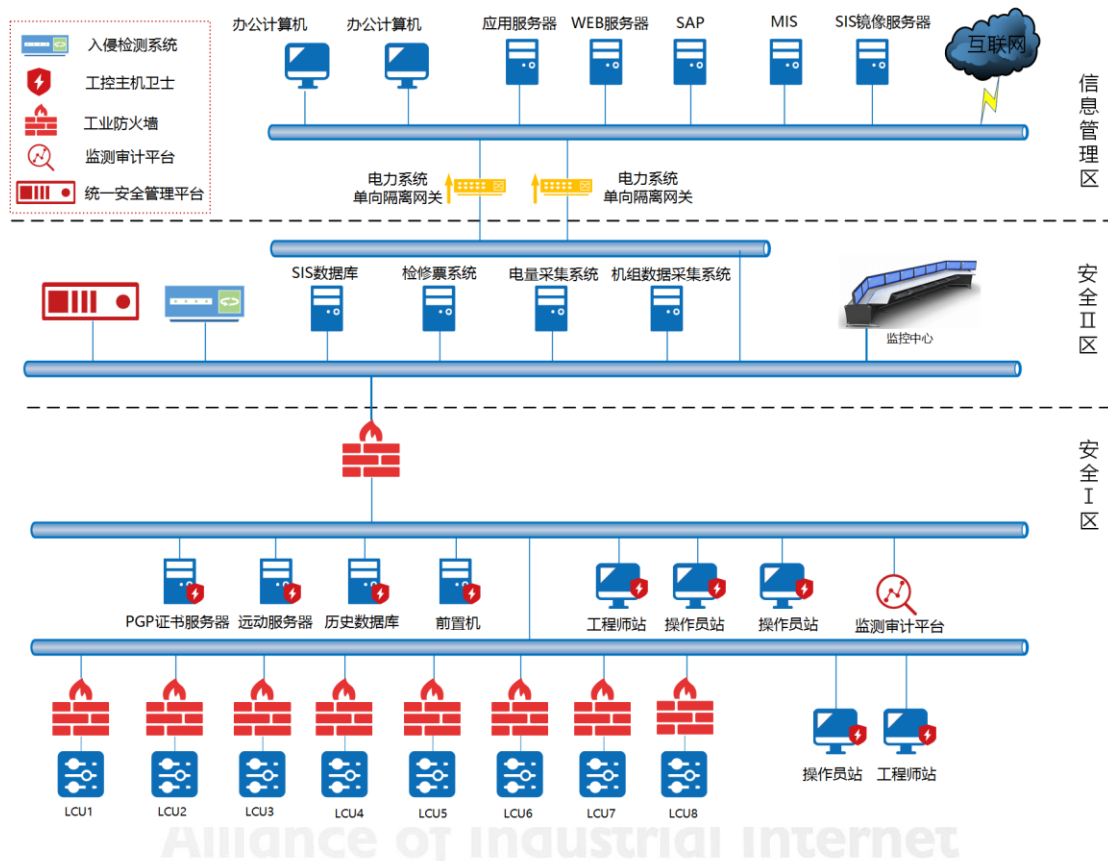 入侵检测系统
工控主机卫士
工业防火墙
监测审计平台
统一安全管理平台
办公计算机
办公计算机
应用服务器
WEB服务器
SAP
MIS
SIS镜像服务器
互联网
信息管理区
电力系统
单向隔离网关
电力系统
单向隔离网关
SIS数据库
检修票系统
电量采集系统
机组数据采集系统
监控中心
安全II区
安全I区
PGP证书服务器
远动服务器
历史数据库
前置机
工程师站
操作员站
操作员站
监测审计平台
操作员站
工程师站
LCU1
LCU2
LCU3
LCU4
LCU5
LCU6
LCU7
LCU8
Alliance of Industrial Internet